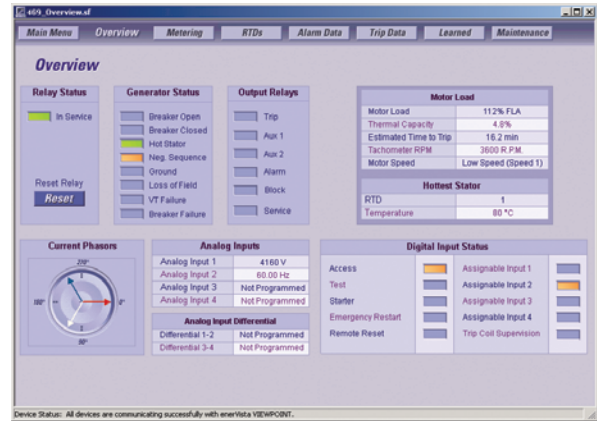 469_Overview.sf
Main Menu Overview Metering RTDs Alarm Data Trip Data Learned Maintenance
Overview
Relay Status
In Service
Reset Relay
Reset
Generator Status
Breaker Open
Breaker Closed
Hot Stator
Neg. Sequence
Ground
Loss of Field
VT Failure
Breaker Failure
Output Relays
Trip
Aux 1
Aux 2
Alarm
Block
Service
Motor Load
Motor Load 112% FLA
Thermal Capacity 4.8%
Estimated Time to Trip 16.2 min
Tachometer RPM 3600 R.P.M.
Motor Speed Low Speed (Speed 1)
Hottest Stator
RTD 1
Temperature 80 °C
Current Phasors
270°
180° 0°
90°
Analog Inputs
Analog Input 1 4160 V
Analog Input 2 60.00 Hz
Analog Input 3 Not Programmed
Analog Input 4 Not Programmed
Analog Input Differential
Differential 1-2 Not Programmed
Differential 3-4 Not Programmed
Digital Input Status
Access
Test
Starter
Emergency Restart
Remote Reset
Assignable Input 1
Assignable Input 2
Assignable Input 3
Assignable Input 4
Trip Coil Supervision
Device Status: All devices are communicating successfully with enerVista VIEWPOINT.